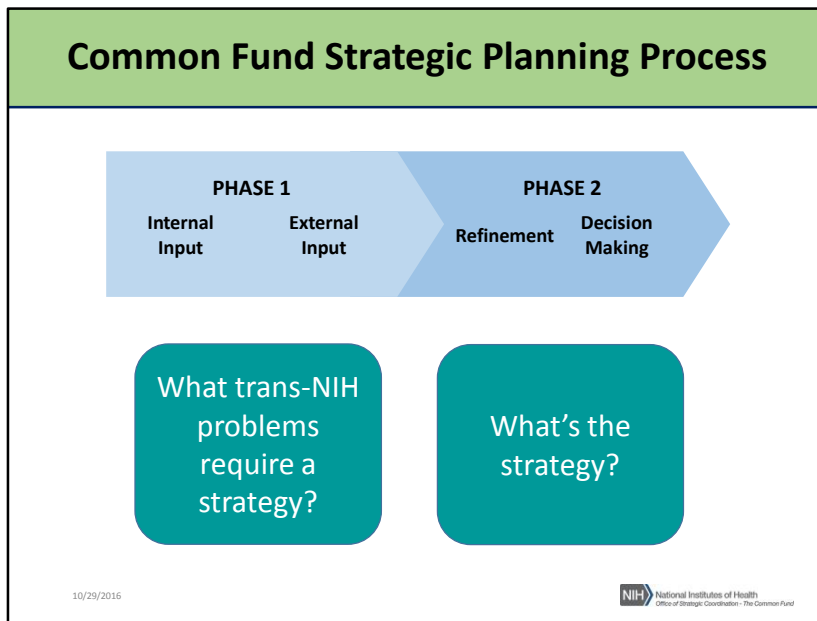 Common Fund Strategic Planning Process
PHASE 1
Internal
Input
External
Input
PHASE 2
Refinement
Decision
Making
What trans-NIH
problems
require a
strategy?
What’s the
strategy?
10/29/2016
NIH
National Institutes of Health
Office of Strategic Coordination - The Common Fund